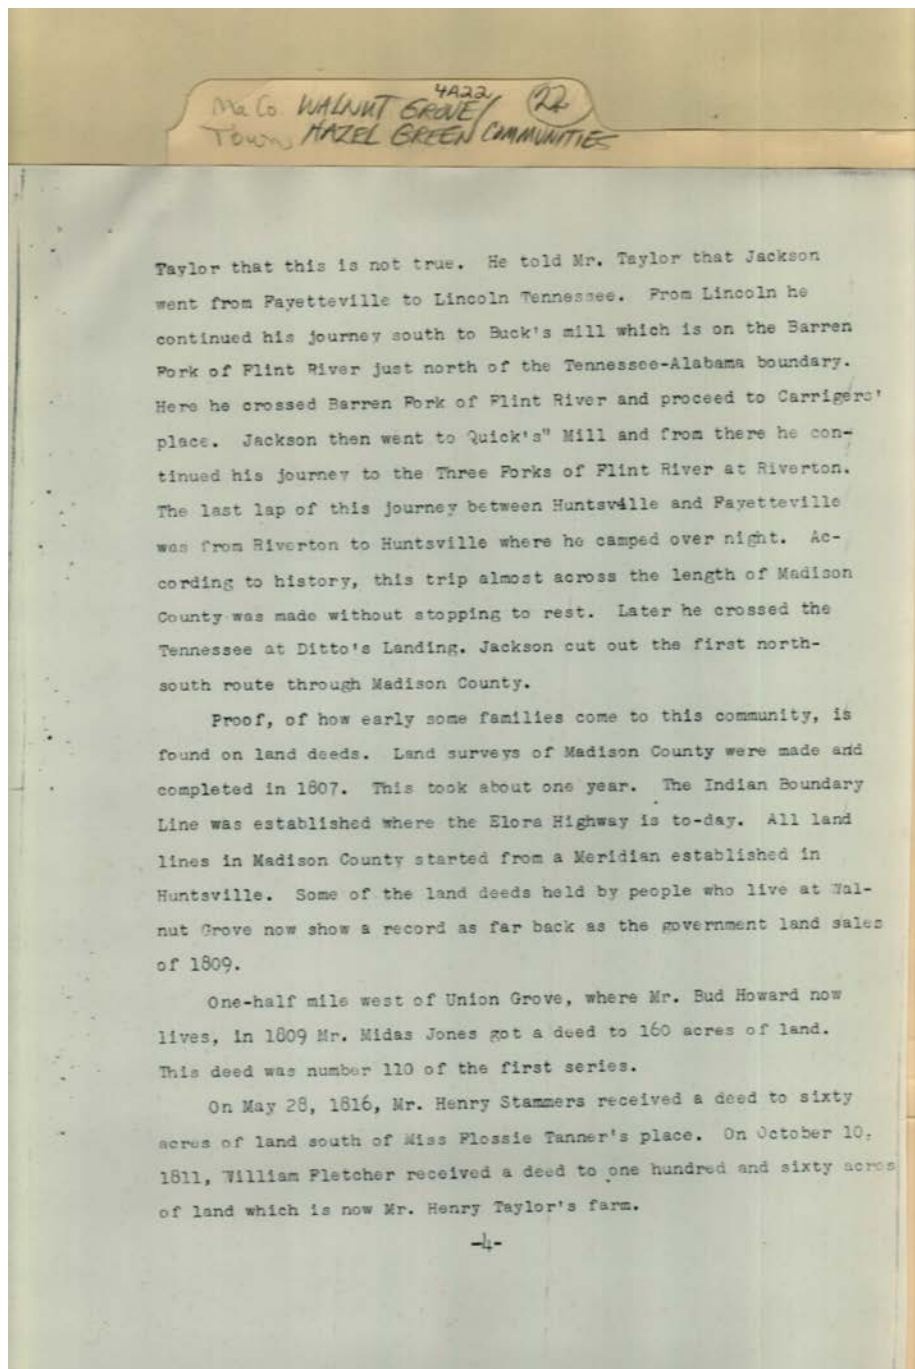 4A22
Ma Co. WALNUT GROVE/ 22
Town, HAZEL GREEN COMMUNITIES
Taylor that this is not true. He told Mr. Taylor that Jackson
went from Fayetteville to Lincoln Tennessee. From Lincoln he
continued his journey south to Buck's mill which is on the Barren
Fork of Flint River just north of the Tennessee-Alabama boundary.
Here he crossed Barren Fork of Flint River and proceed to Carrigers'
place. Jackson then went to Quick's" Mill and from there he con-
tinued his journey to the Three Forks of Flint River at Riverton.
The last lap of this journey between Huntsville and Fayetteville
was from Riverton to Huntsville where he camped over night. Ac-
cording to history, this trip almost across the length of Madison
County was made without stopping to rest. Later he crossed the
Tennessee at Ditto's Landing. Jackson cut out the first north-
south route through Madison County.
Proof, of how early some families come to this community, is
found on land deeds. Land surveys of Madison County were made and
completed in 1807. This took about one year. The Indian Boundary
Line was established where the Elora Highway is to-day. All land
lines in Madison County started from a Meridian established in
Huntsville. Some of the land deeds held by people who live at Wal-
nut Grove now show a record as far back as the government land sales
of 1809.
One-half mile west of Union Grove, where Mr. Bud Howard now
lives, in 1809 Mr. Midas Jones got a deed to 160 acres of land.
This deed was number 110 of the first series.
On May 28, 1816, Mr. Henry Stammers received a deed to sixty
acres of land south of Miss Flossie Tanner's place. On October 10,
1811, William Fletcher received a deed to one hundred and sixty acres
of land which is now Mr. Henry Taylor's farm.
-4-